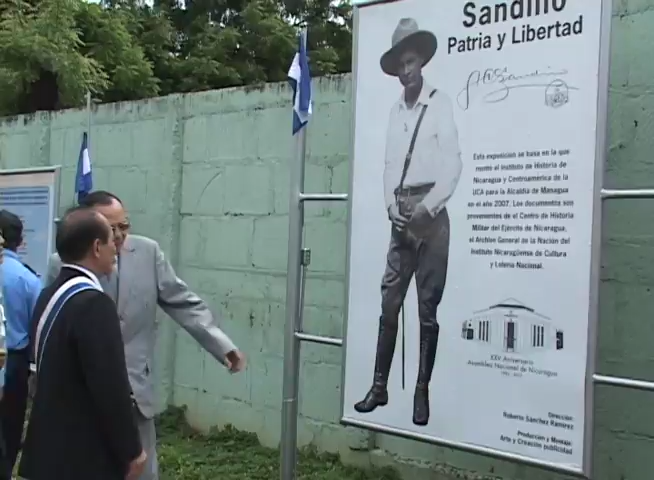 Sandino
Patria y Libertad
Esta exposición se basa en la que
montó el Instituto de Historia de
Nicaragua y Centroamerica de la
UCA para la Alcaldía de Managua
en el año 2007. Los documentos son
provenientes del Centro de Historia
Militar del Ejército de Nicaragua,
el Archivo General de la Nación del
Instituto Nicaragüense de Cultura
y Lotería Nacional.
XXV Aniversario
Asamblea Nacional de Nicaragua
Dirección:
Roberto Sánchez Ramírez
Producción y Montaje:
Arte y Creación publicidad